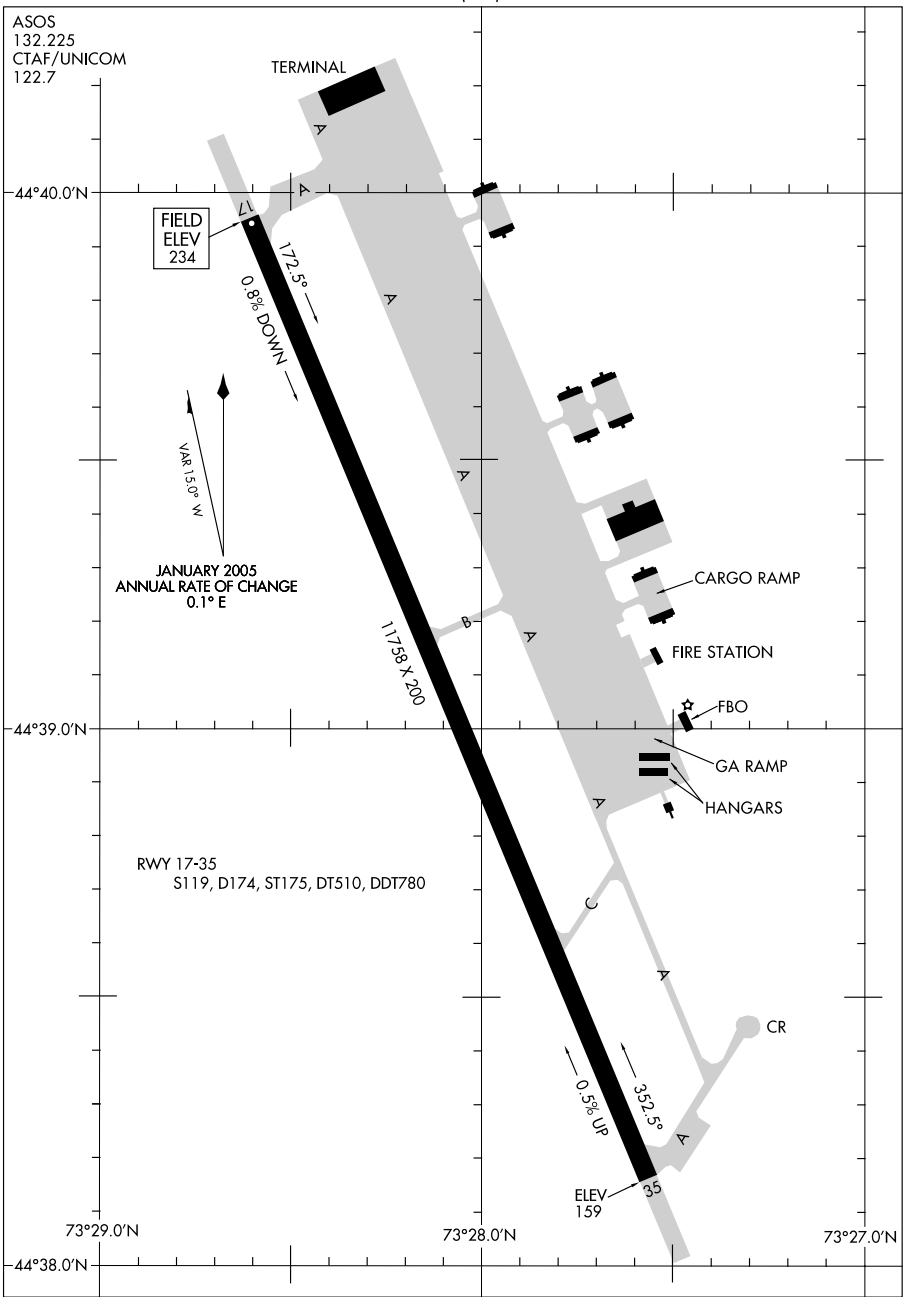 ASOS
132.225
CTAF/UNICOM
122.7
TERMINAL
A
44°40.0'N
A
17
FIELD
ELEV
234
172.5°
0.8% DOWN
A
VAR 15.0° W
A
JANUARY 2005
ANNUAL RATE OF CHANGE
0.1° E
CARGO RAMP
B
A
11758 X 200
FIRE STATION
FBO
44°39.0'N
GA RAMP
HANGARS
A
RWY 17-35
S119, D174, ST175, DT510, DDT780
C
A
CR
0.5% UP
352.5°
A
35
ELEV
159
73°29.0'N
73°28.0'N
73°27.0'N
44°38.0'N